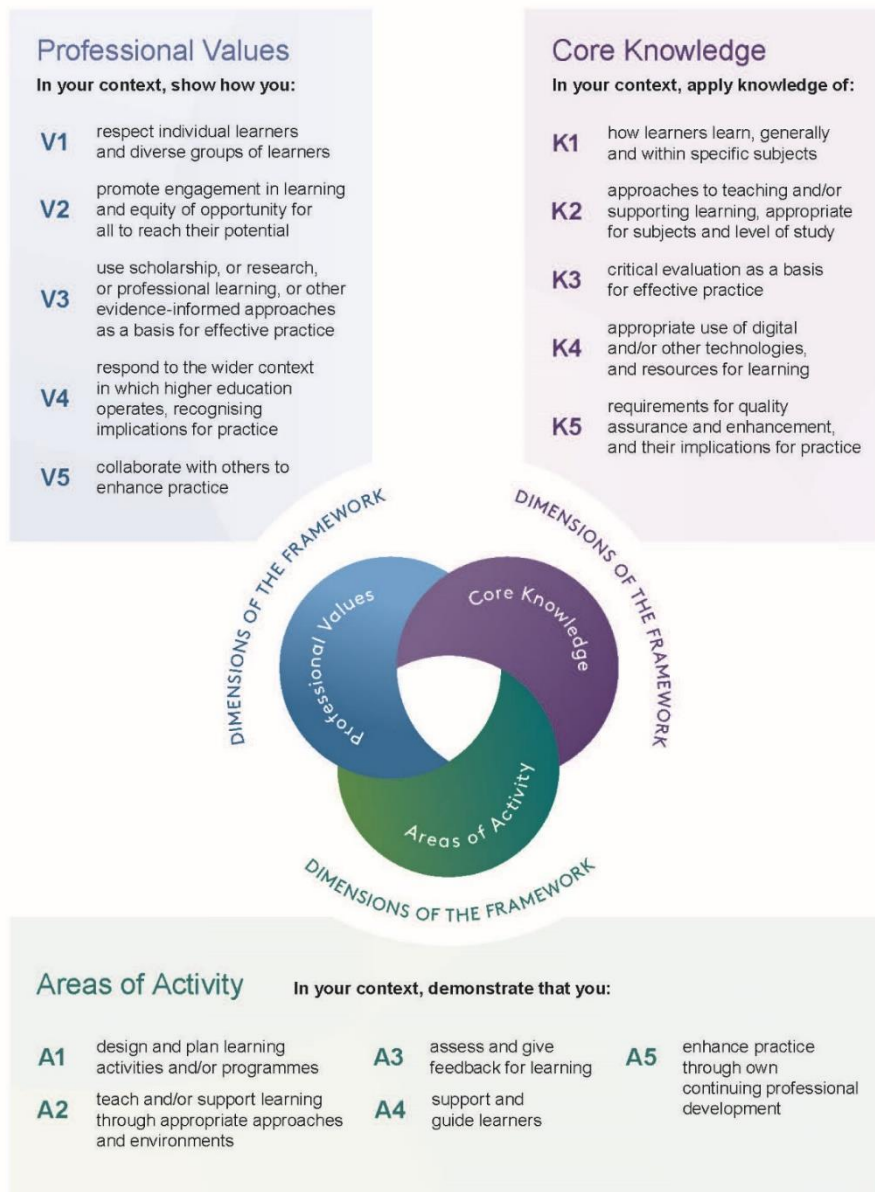 Professional Values
In your context, show how you:
V1 respect individual learners
and diverse groups of learners
V2 promote engagement in learning
and equity of opportunity for
all to reach their potential
V3 use scholarship, or research,
or professional learning, or other
evidence-informed approaches
as a basis for effective practice
V4 respond to the wider context
in which higher education
operates, recognising
implications for practice
V5 collaborate with others to
enhance practice
Core Knowledge
In your context, apply knowledge of:
K1 how learners learn, generally
and within specific subjects
K2 approaches to teaching and/or
supporting learning, appropriate
for subjects and level of study
K3 critical evaluation as a basis
for effective practice
K4 appropriate use of digital
and/or other technologies,
and resources for learning
K5 requirements for quality
assurance and enhancement,
and their implications for practice
DIMENSIONS OF THE FRAMEWORK
DIMENSIONS OF THE FRAMEWORK
Professional Values
Core Knowledge
Areas of Activity
DIMENSIONS OF THE FRAMEWORK
Areas of Activity
In your context, demonstrate that you:
A1 design and plan learning
activities and/or programmes
A2 teach and/or support learning
through appropriate approaches
and environments
A3 assess and give
feedback for learning
A4 support and
guide learners
A5 enhance practice
through own
continuing professional
development